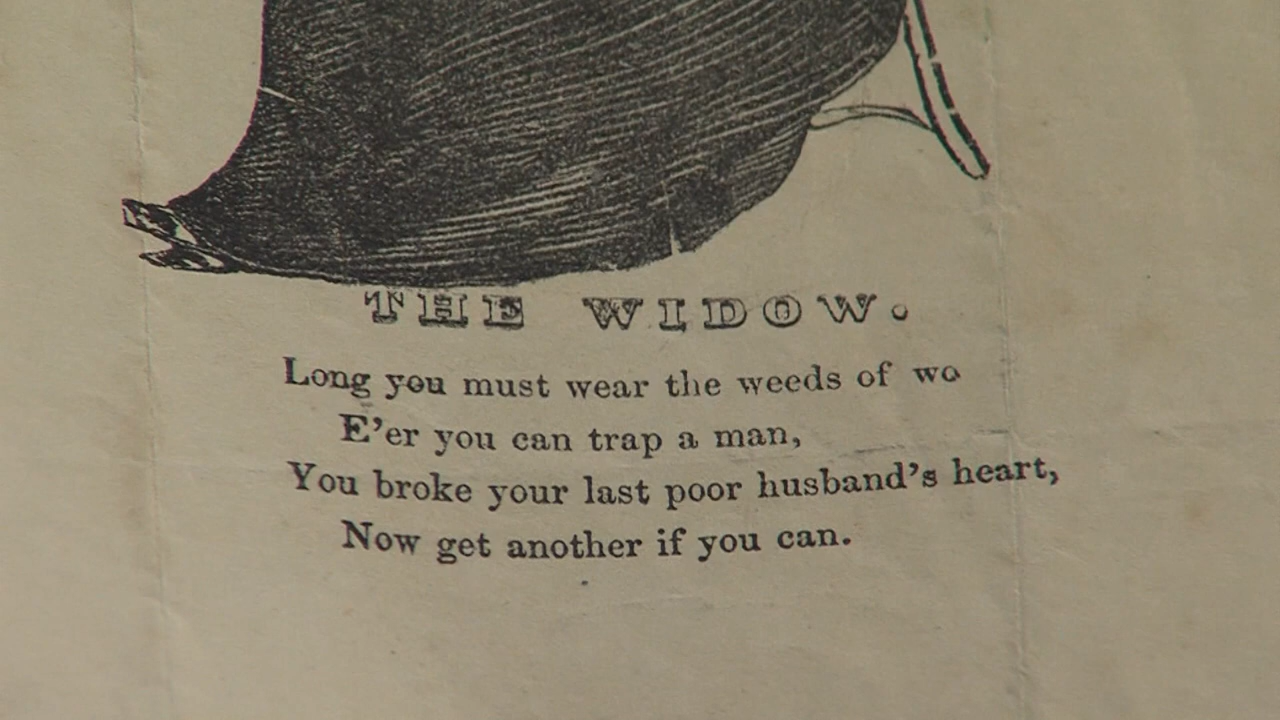 THE WIDOW.
Long you must wear the weeds of wo
E'er you can trap a man,
You broke your last poor husband's heart,
Now get another if you can.